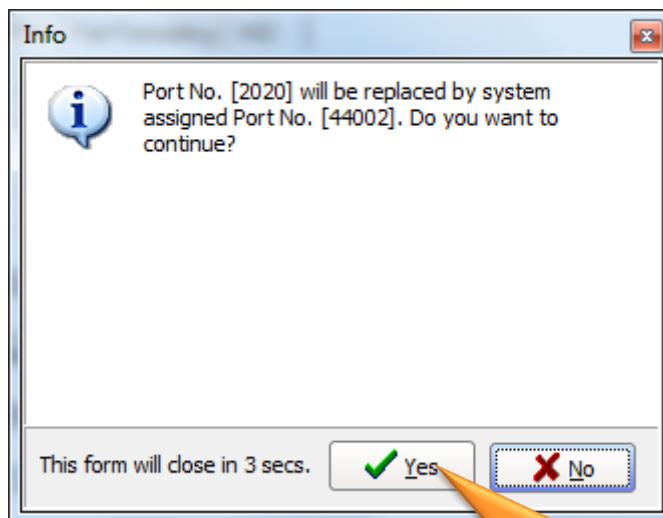 Info
Port No. [2020] will be replaced by system
assigned Port No. [44002]. Do you want to
continue?
This form will close in 3 secs.
Yes
No